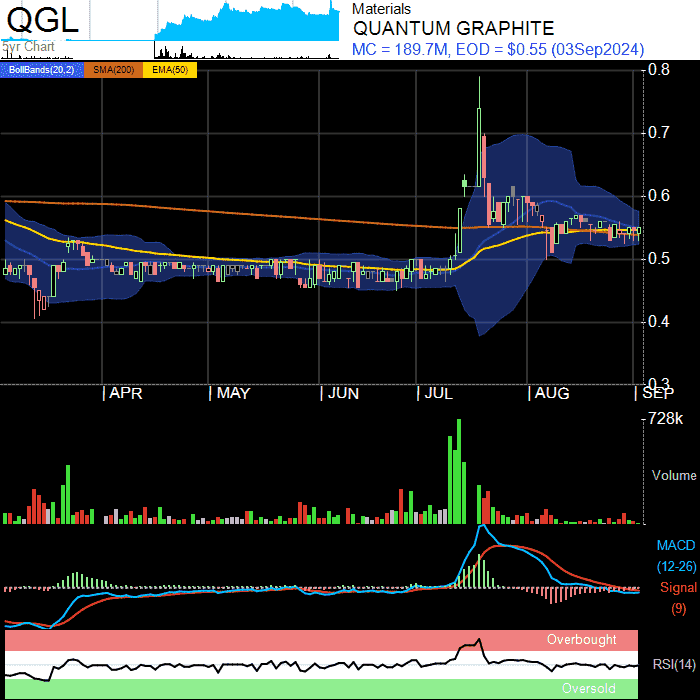 QGL
5yr Chart
Materials
QUANTUM GRAPHITE
MC = 189.7M, EOD = $0.55 (03Sep2024)
BollBands(20,2) SMA(200) EMA(50)
0.8
0.7
0.6
0.5
0.4
0.3
APR MAY JUN JUL AUG SEP
728k
Volume
MACD
(12-26)
Signal
(9)
Overbought
RSI(14)
Oversold